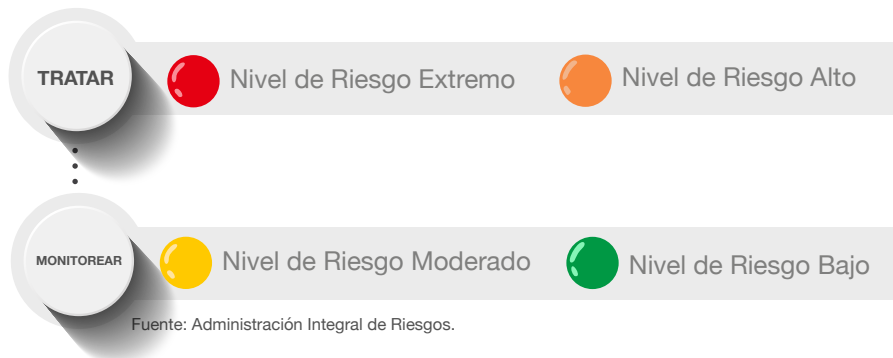 TRATAR
Nivel de Riesgo Extremo
Nivel de Riesgo Alto
MONITOREAR
Nivel de Riesgo Moderado
Nivel de Riesgo Bajo
Fuente: Administración Integral de Riesgos.